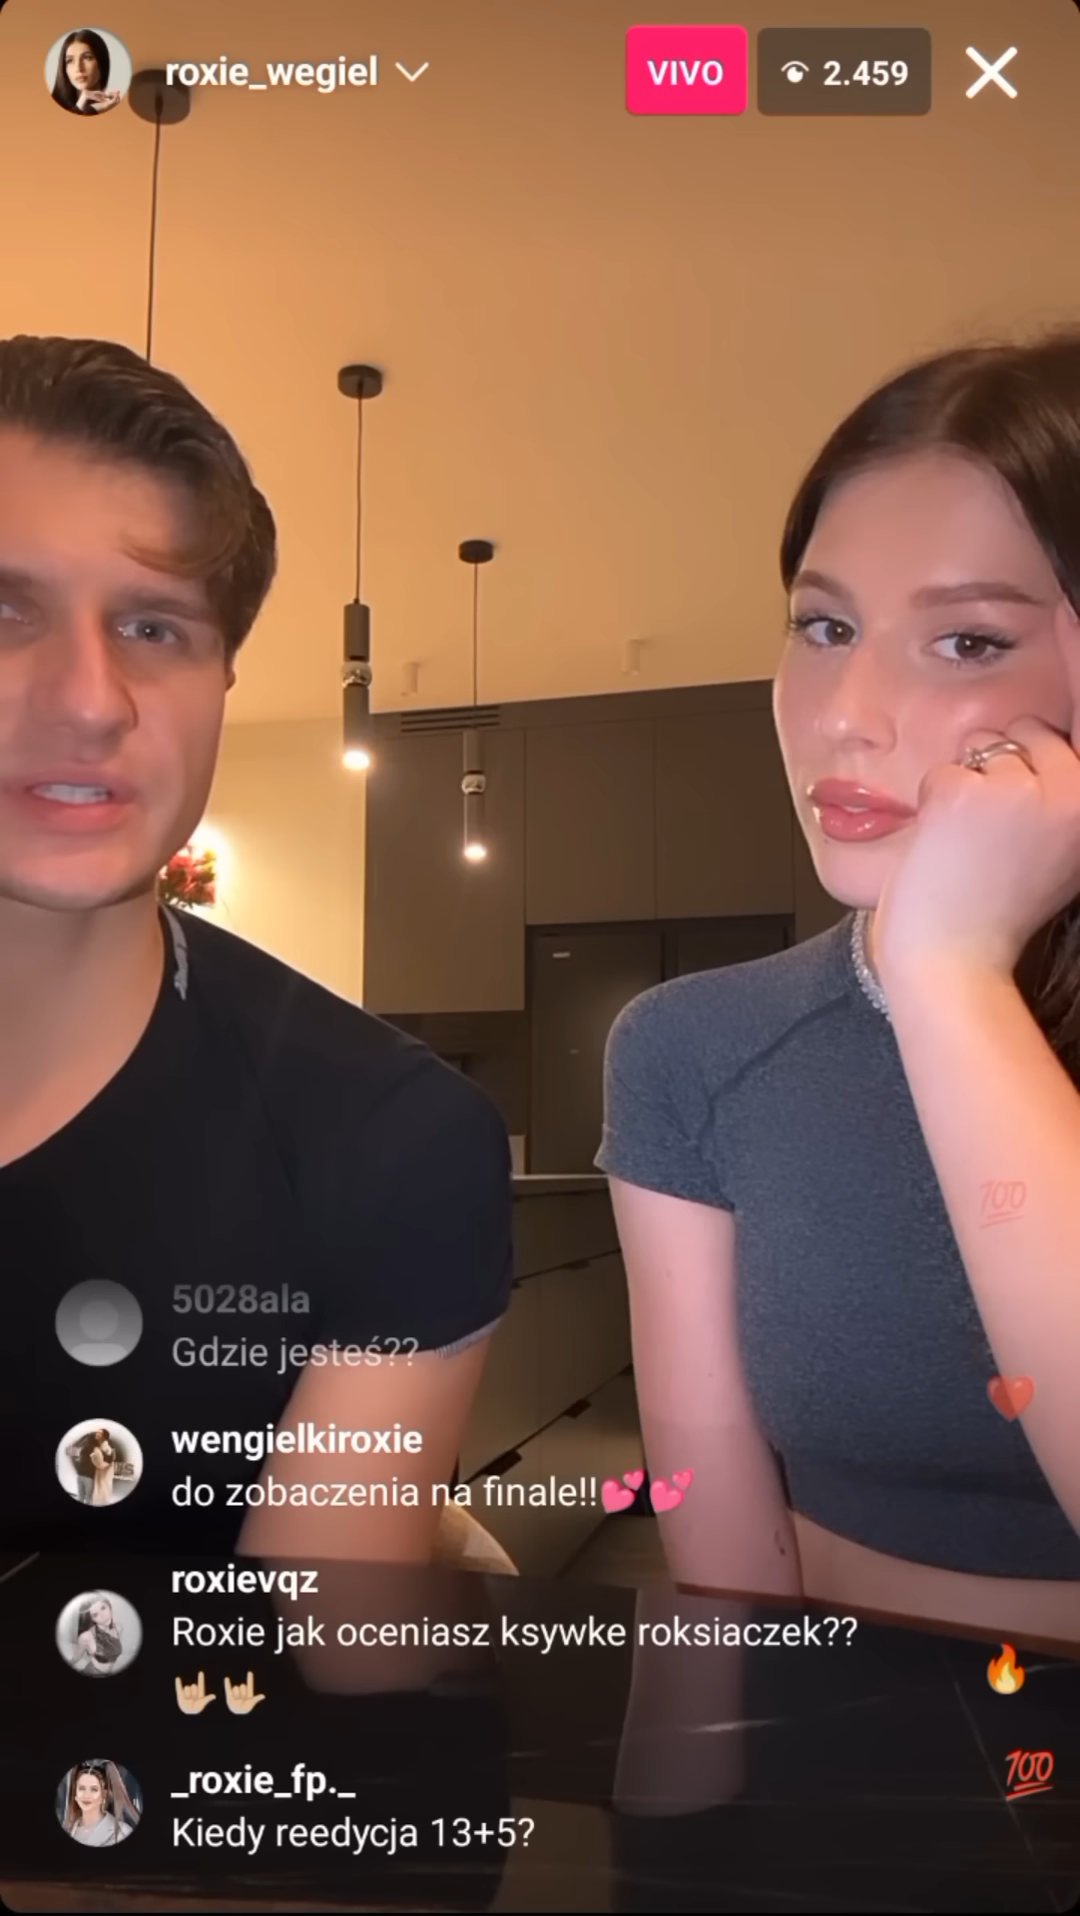 roxie_wegiel
VIVO
2.459
5028ala
Gdzie jesteś??
wengielkiroxie
do zobaczenia na finale!!💕💕
roxievqz
Roxie jak oceniasz ksywke roksiaczek??
🤟🏼🤟🏼
_roxie_fp._
Kiedy reedycja 13+5?
💯
💯